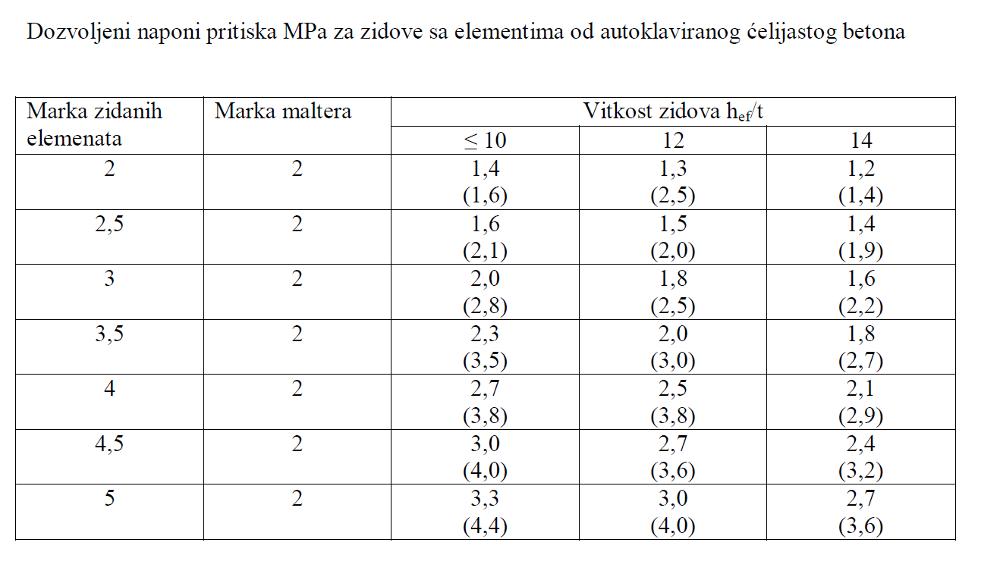 Dozvoljeni naponi pritiska MPa za zidove sa elementima od autoklaviranog ćelijastog betona
Marka zidanih elemenata Marka maltera Vitkost zidova hef/t
≤ 10 12 14
2 2 1,4 1,3 1,2
(1,6) (2,5) (1,4)
2,5 2 1,6 1,5 1,4
(2,1) (2,0) (1,9)
3 2 2,0 1,8 1,6
(2,8) (2,5) (2,2)
3,5 2 2,3 2,0 1,8
(3,5) (3,0) (2,7)
4 2 2,7 2,5 2,1
(3,8) (3,8) (2,9)
4,5 2 3,0 2,7 2,4
(4,0) (3,6) (3,2)
5 2 3,3 3,0 2,7
(4,4) (4,0) (3,6)